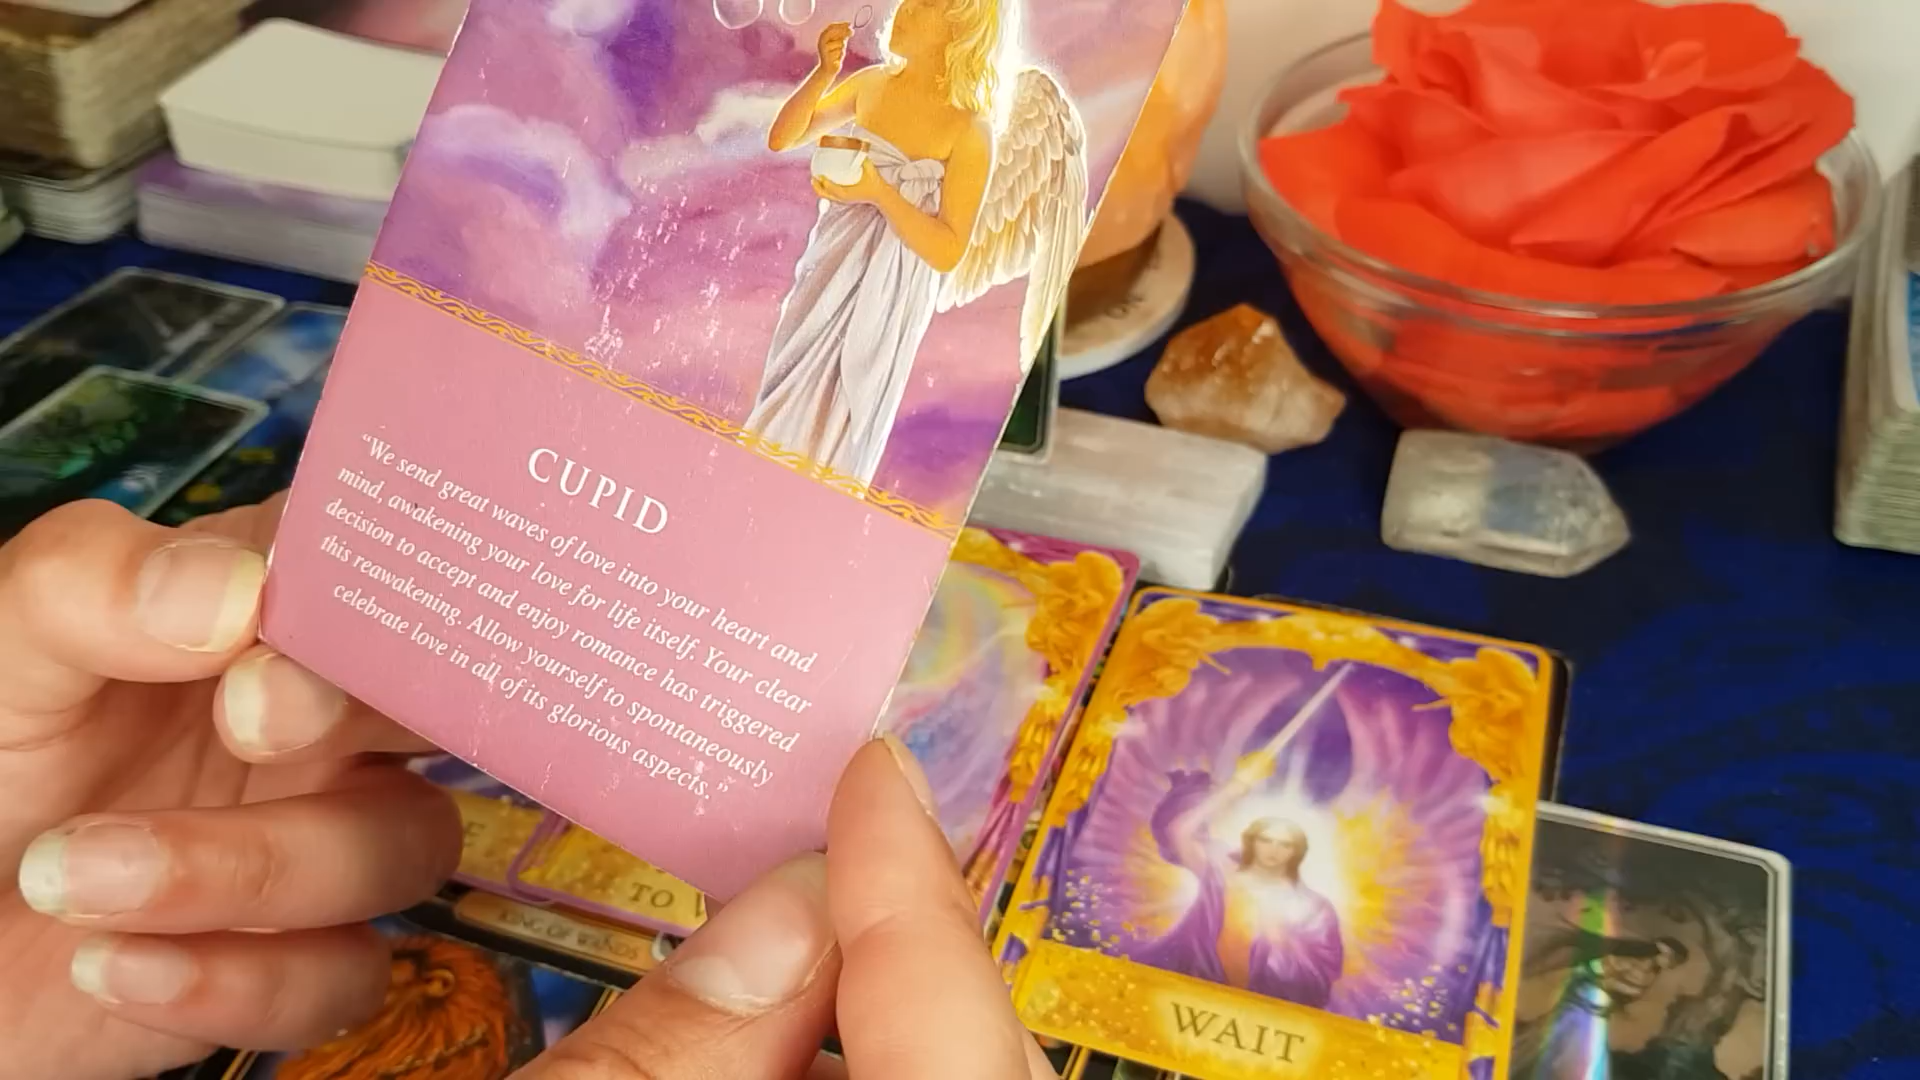 CUPID
“We send great waves of love into your heart and
mind, awakening your love for life itself. Your clear
decision to accept and enjoy romance has triggered
this reawakening. Allow yourself to spontaneously
celebrate love in all of its glorious aspects.”
TO
KING OF WANDS
WAIT